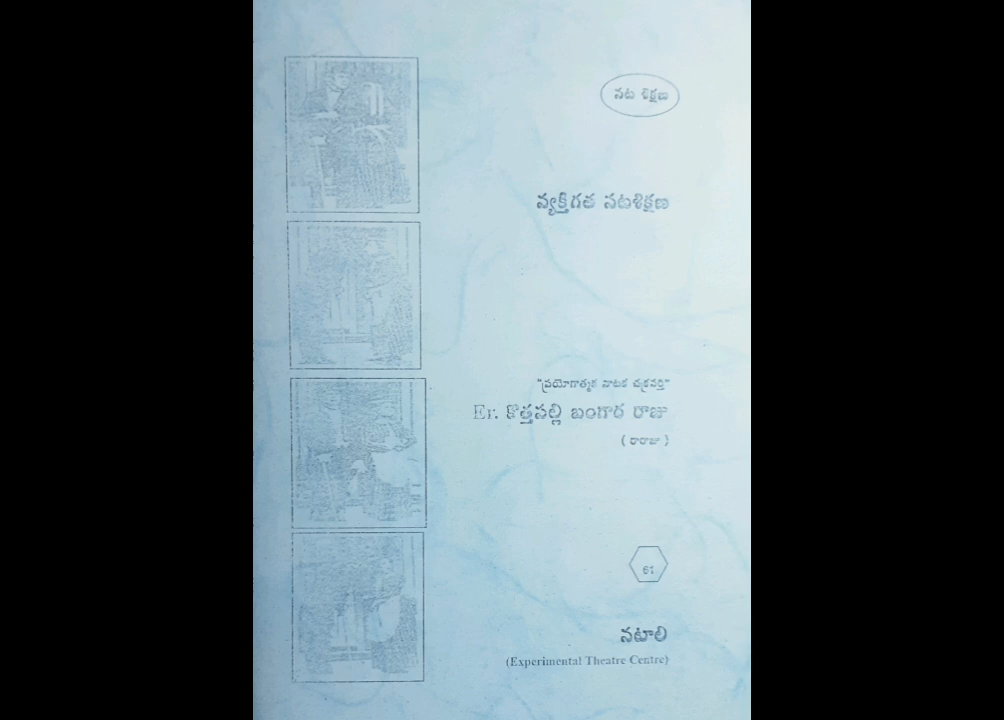 నట శిక్షణ
వ్యక్తిగత నటశిక్షణ
"ప్రయోగాత్మక నాటక చక్రవర్తి"
Er. కొత్తపల్లి బంగార రాజు
( రారాజు )
61
నటాలి
(Experimental Theatre Centre)